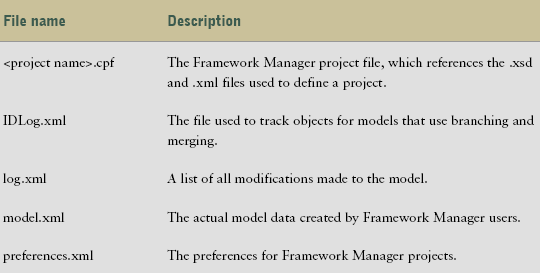 File name Description
<project name>.cpf The Framework Manager project file, which references the .xsd
and .xml files used to define a project.
IDLog.xml The file used to track objects for models that use branching and
merging.
log.xml A list of all modifications made to the model.
model.xml The actual model data created by Framework Manager users.
preferences.xml The preferences for Framework Manager projects.